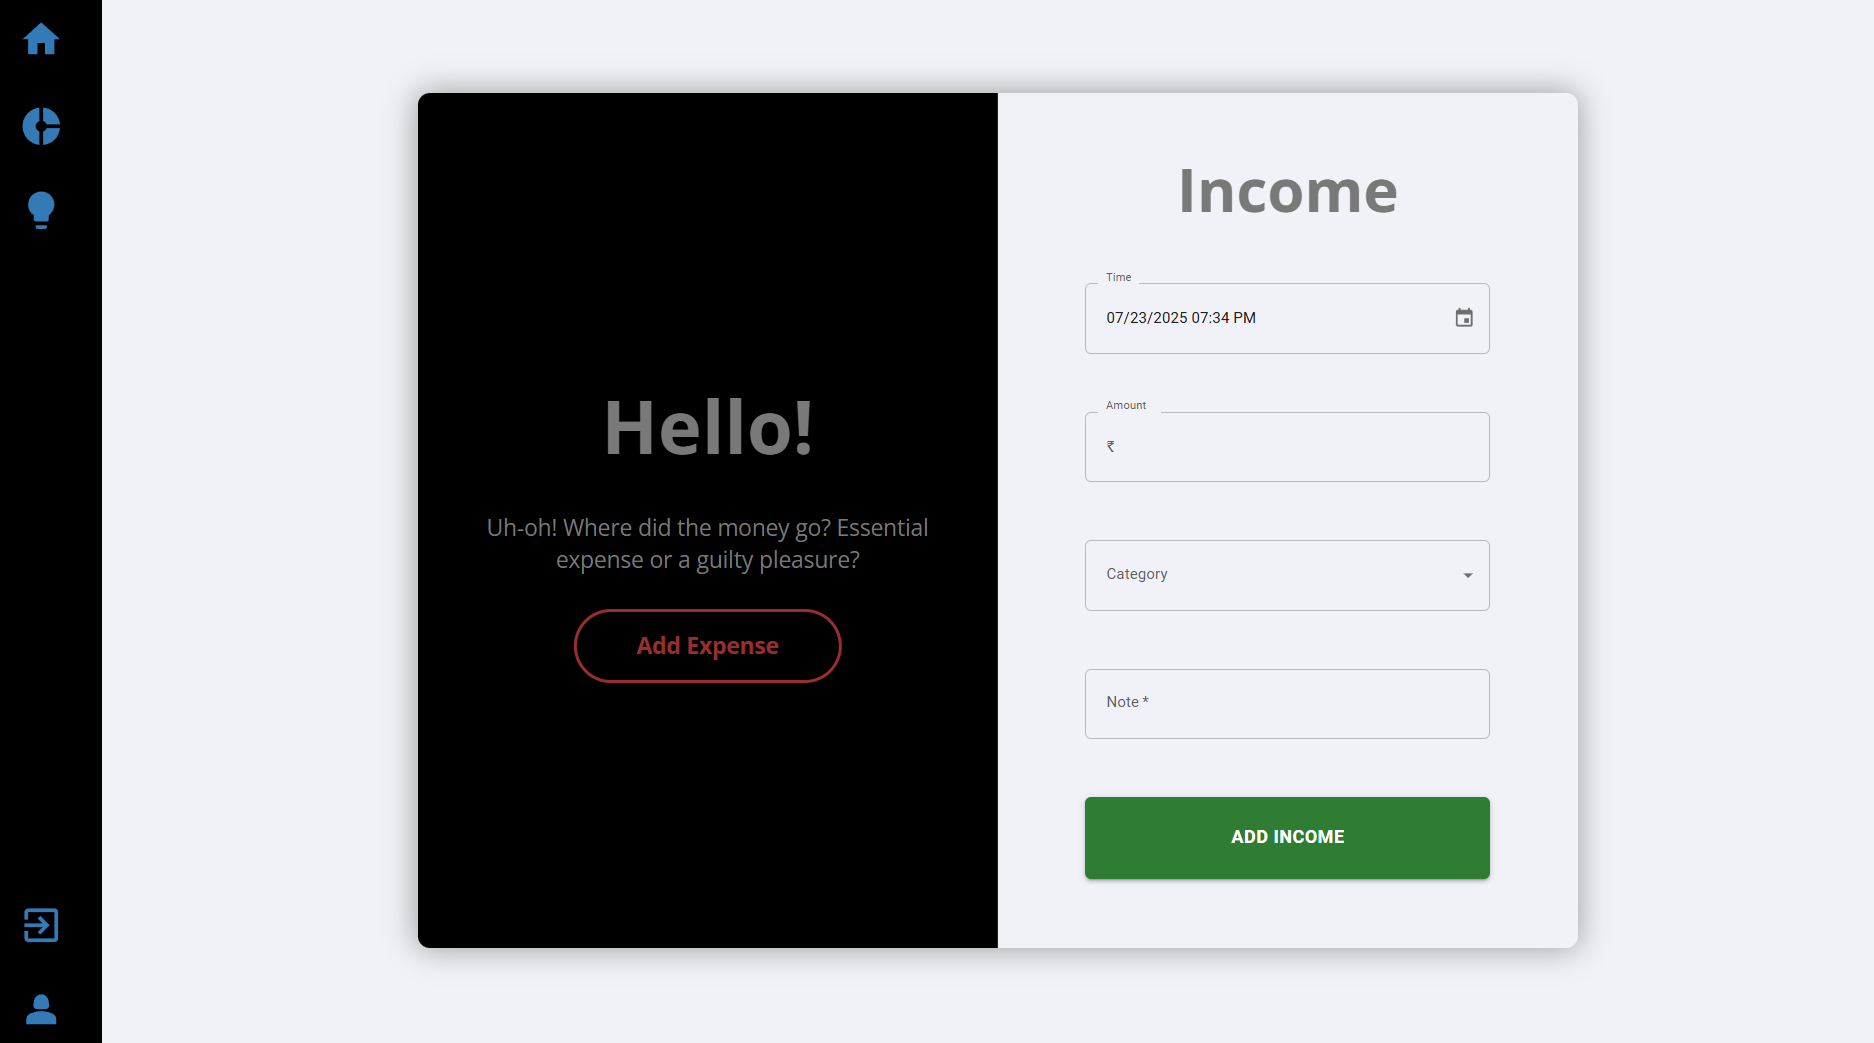 Hello!
Uh-oh! Where did the money go? Essential
expense or a guilty pleasure?
Add Expense
Income
Time
07/23/2025 07:34 PM
Amount
₹
Category
Note *
ADD INCOME